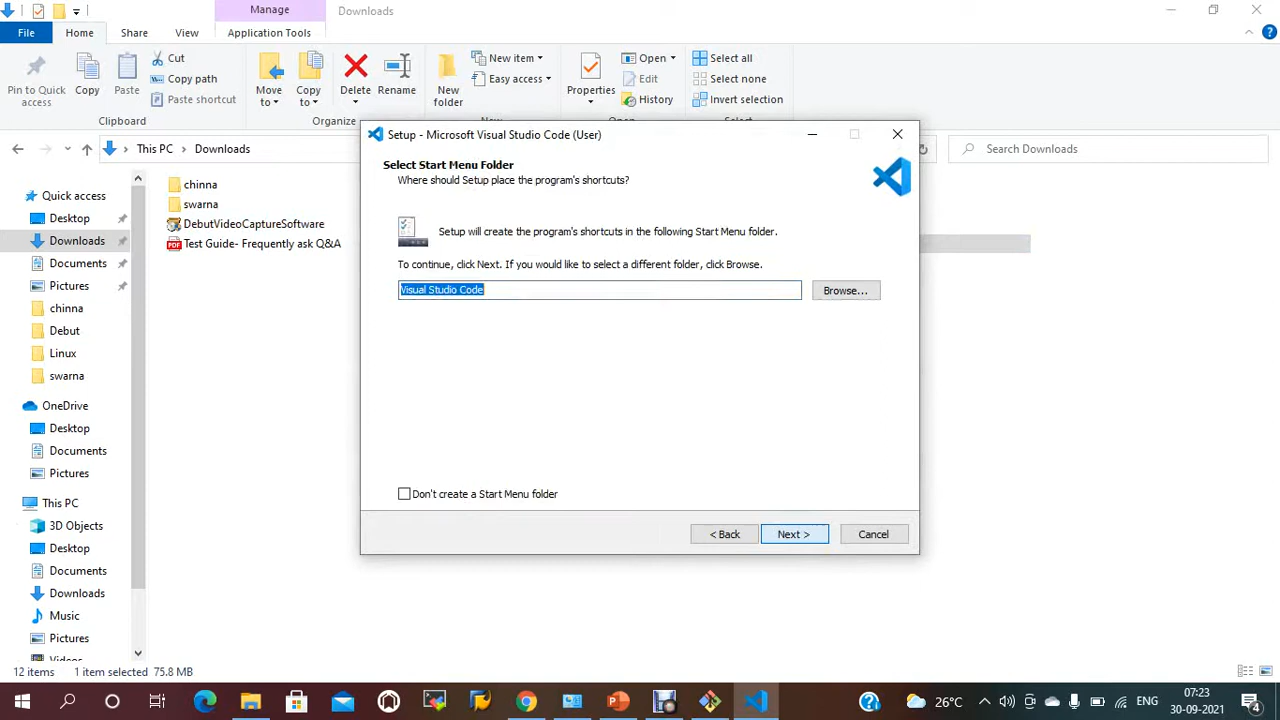 Manage
Downloads
File
Home
Share
View
Application Tools
Pin to Quick access
Copy
Paste
Cut
Copy path
Paste shortcut
Clipboard
Move to
Copy to
Delete
Rename
Organize
New folder
New item
Easy access
Properties
Open
Edit
History
Select all
Select none
Invert selection
This PC > Downloads
Search Downloads
Quick access
Desktop
Downloads
Documents
Pictures
chinna
Debut
Linux
swarna
OneDrive
Desktop
Documents
Pictures
This PC
3D Objects
Desktop
Documents
Downloads
Music
Pictures
chinna
swarna
DebutVideoCaptureSoftware
Test Guide- Frequently ask Q&A
Setup - Microsoft Visual Studio Code (User)
Select Start Menu Folder
Where should Setup place the program's shortcuts?
Setup will create the program's shortcuts in the following Start Menu folder.
To continue, click Next. If you would like to select a different folder, click Browse.
Visual Studio Code
Browse...
Don't create a Start Menu folder
< Back
Next >
Cancel
12 items
1 item selected 75.8 MB
26°C
ENG
07:23
30-09-2021
4